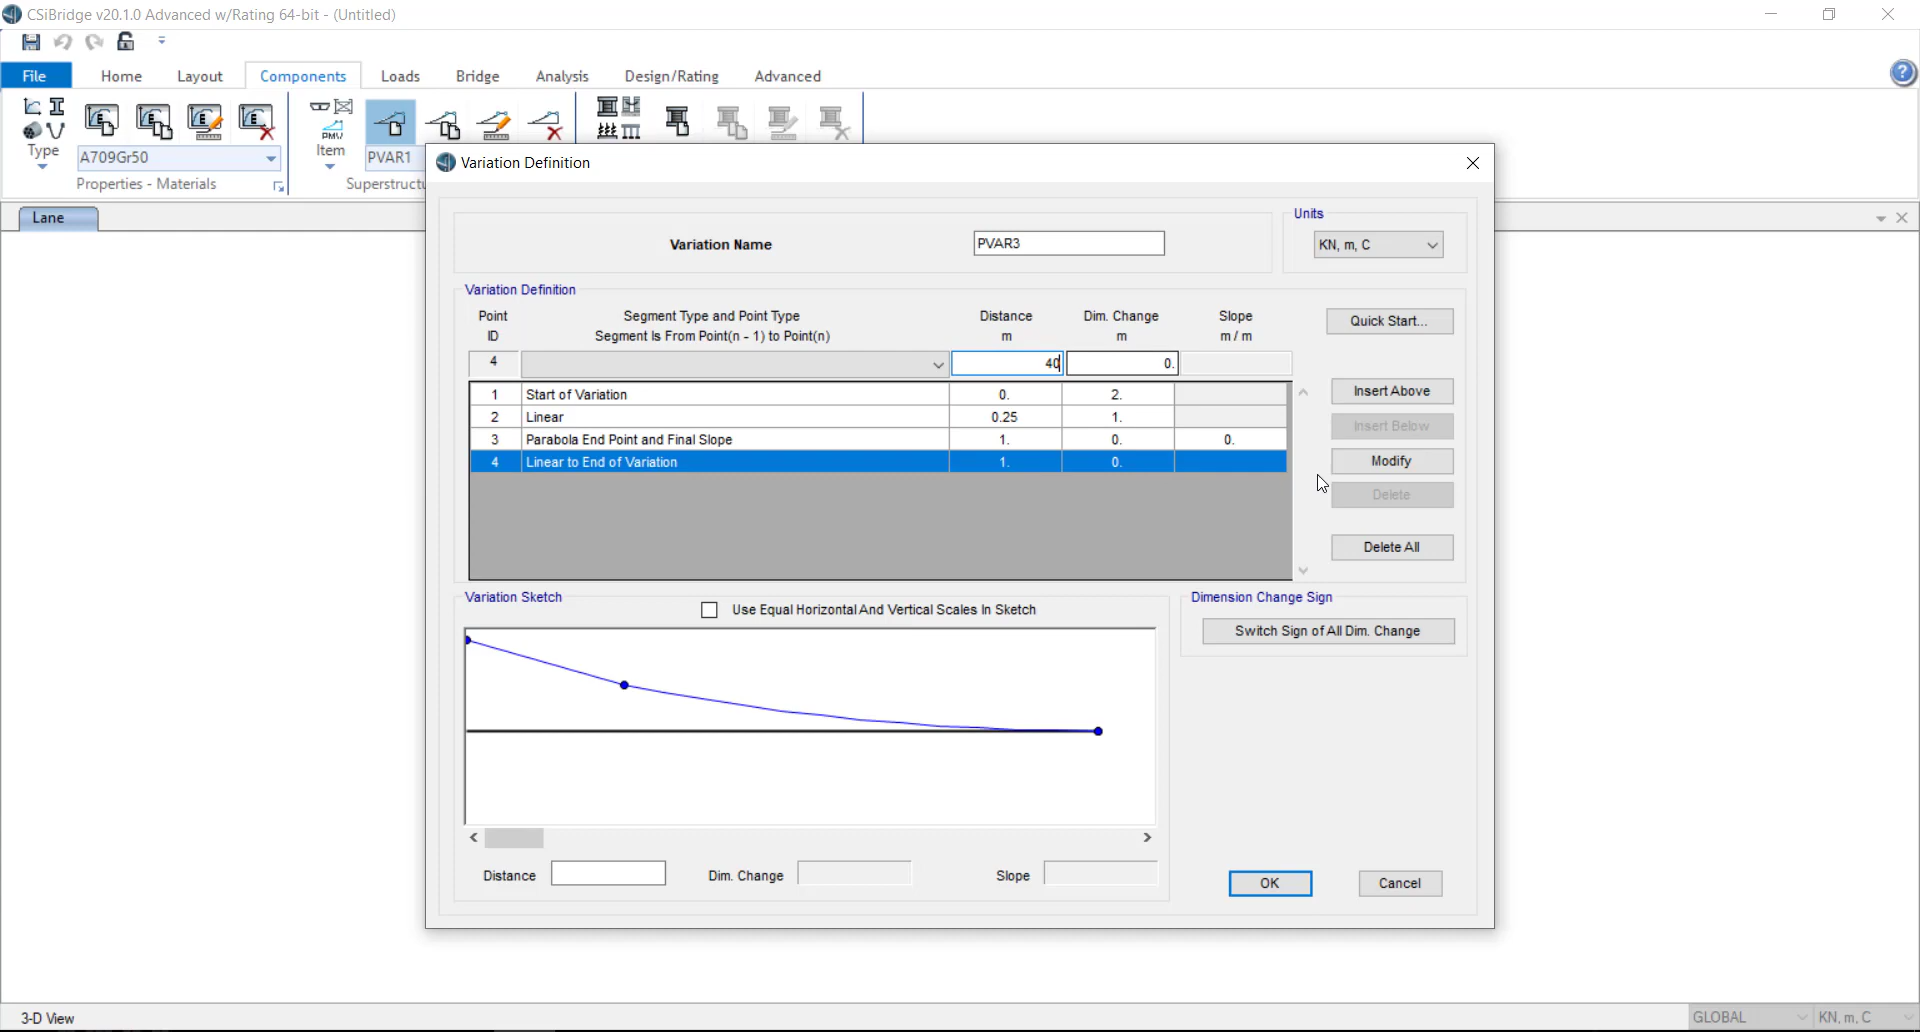 CSiBridge v20.1.0 Advanced w/Rating 64-bit - (Untitled)
File Home Layout Components Loads Bridge Analysis Design/Rating Advanced
Type
A709Gr50
Properties - Materials
Item
PMV
PVAR1
Superstructu
Lane
Variation Definition
Variation Name PVAR3
Units
KN, m, C
Variation Definition
Point Segment Type and Point Type Distance Dim. Change Slope
ID Segment Is From Point(n - 1) to Point(n) m m m / m
4 40 0.
1 Start of Variation 0. 2.
2 Linear 0.25 1.
3 Parabola End Point and Final Slope 1. 0. 0.
4 Linear to End of Variation 1. 0.
Quick Start...
Insert Above
Insert Below
Modify
Delete
Delete All
Variation Sketch
Use Equal Horizontal And Vertical Scales In Sketch
Dimension Change Sign
Switch Sign of All Dim. Change
Distance Dim. Change Slope
OK Cancel
3-D View GLOBAL KN, m, C